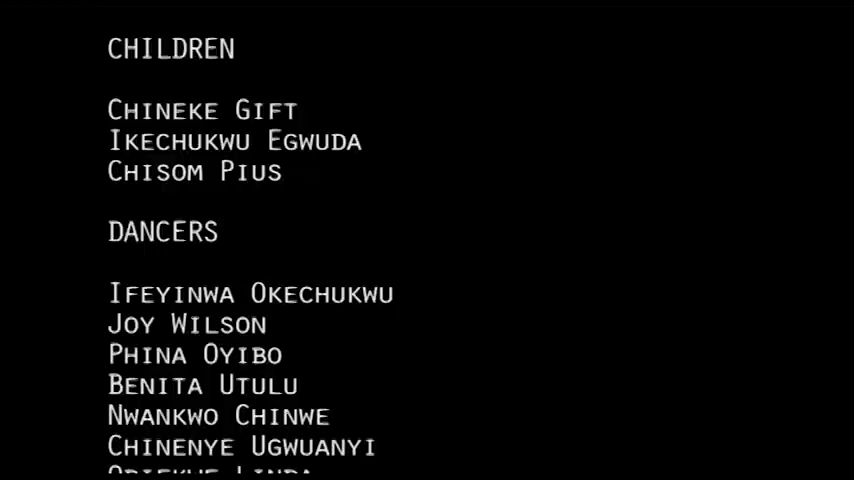 CHILDREN
CHINEKE GIFT
IKECHUKWU EGWUDA
CHISOM PIUS
DANCERS
IFEYINWA OKECHUKWU
JOY WILSON
PHINA OYIBO
BENITA UTULU
NWANKWO CHINWE
CHINENYE UGWUANYI
LINDA